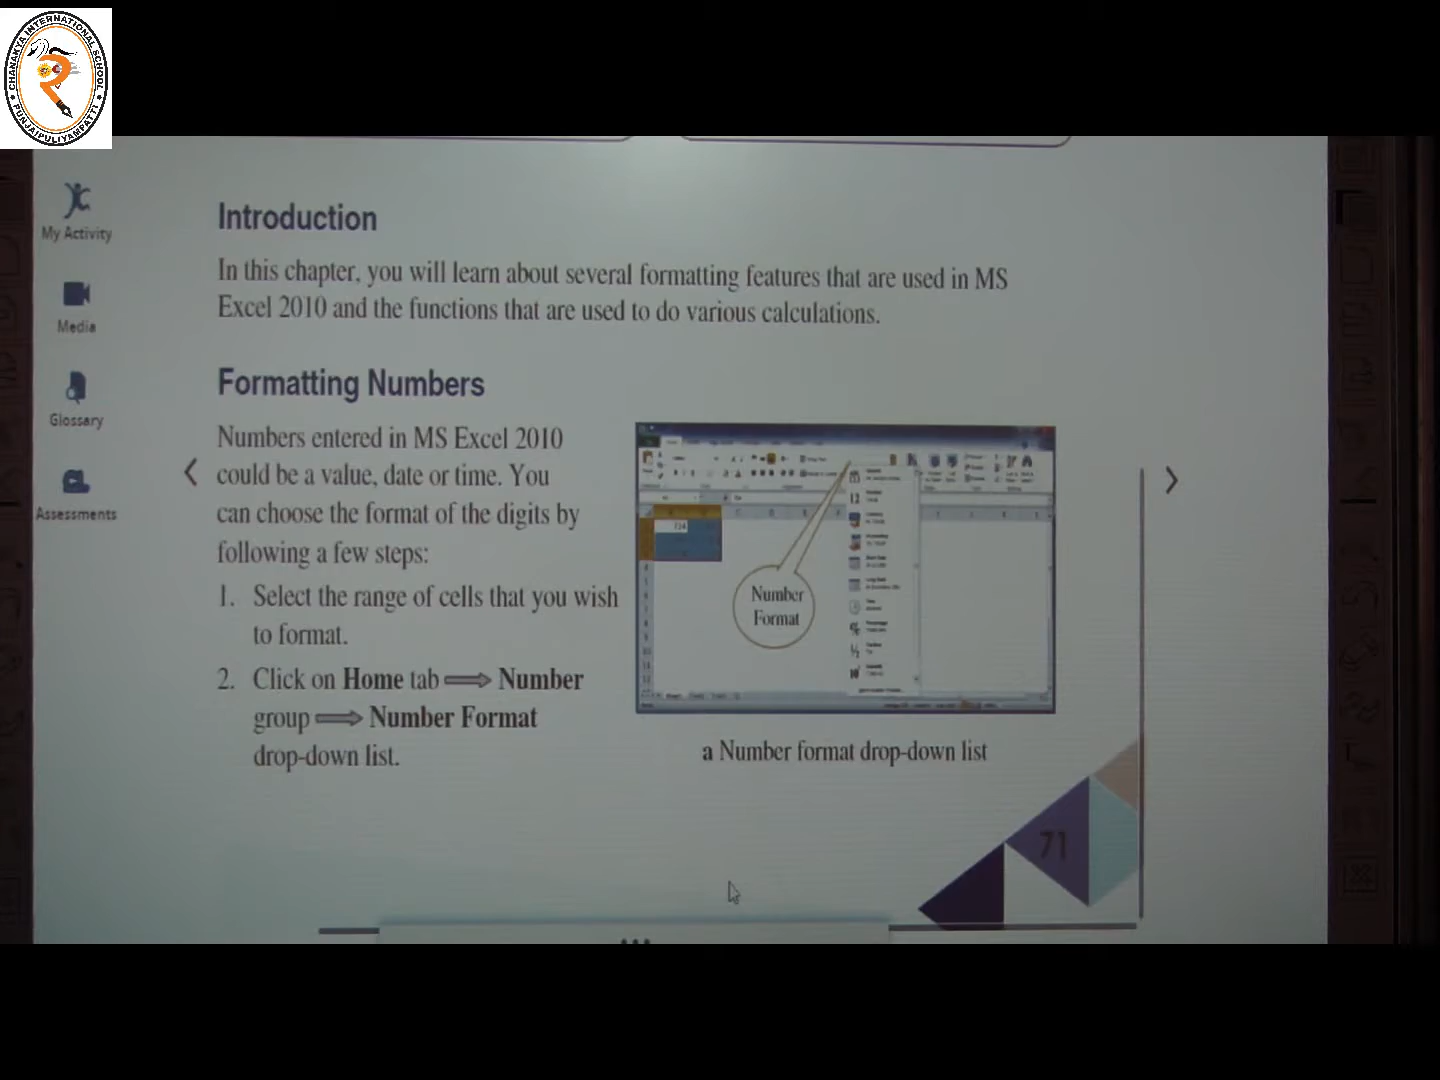 CHANAKYA INTERNATIONAL SCHOOL
PUNJAIPULIYAMPATTI
My Activity
Media
Glossary
Assessments
Introduction
In this chapter, you will learn about several formatting features that are used in MS
Excel 2010 and the functions that are used to do various calculations.
Formatting Numbers
Numbers entered in MS Excel 2010
could be a value, date or time. You
can choose the format of the digits by
following a few steps:
1. Select the range of cells that you wish
to format.
2. Click on Home tab ⟹ Number
group ⟹ Number Format
drop-down list.
Number
Format
a Number format drop-down list
71